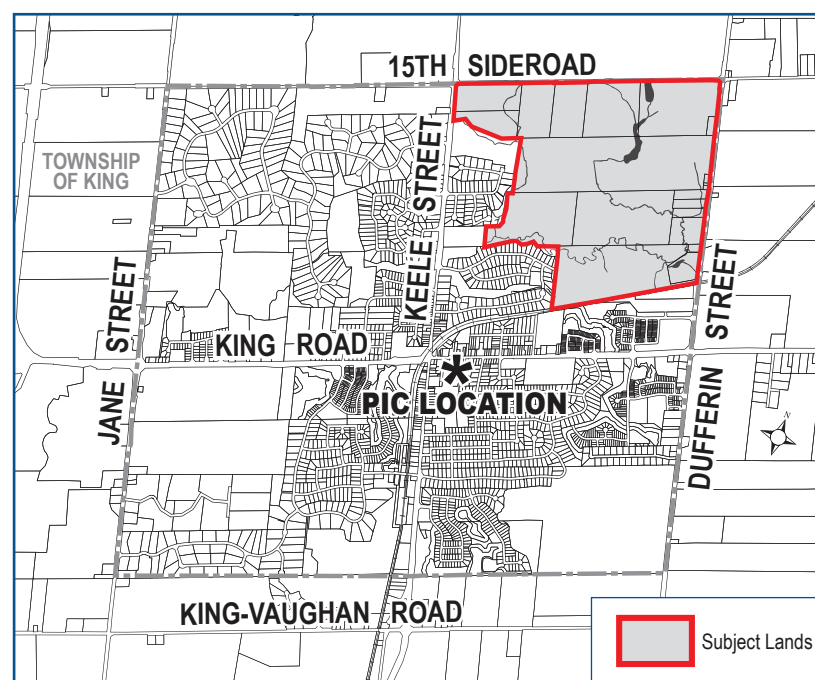 15TH SIDEROAD
TOWNSHIP
OF KING
KEELE STREET
JANE STREET
KING ROAD
DUFFERIN STREET
*
PIC LOCATION
N
KING-VAUGHAN ROAD
Subject Lands